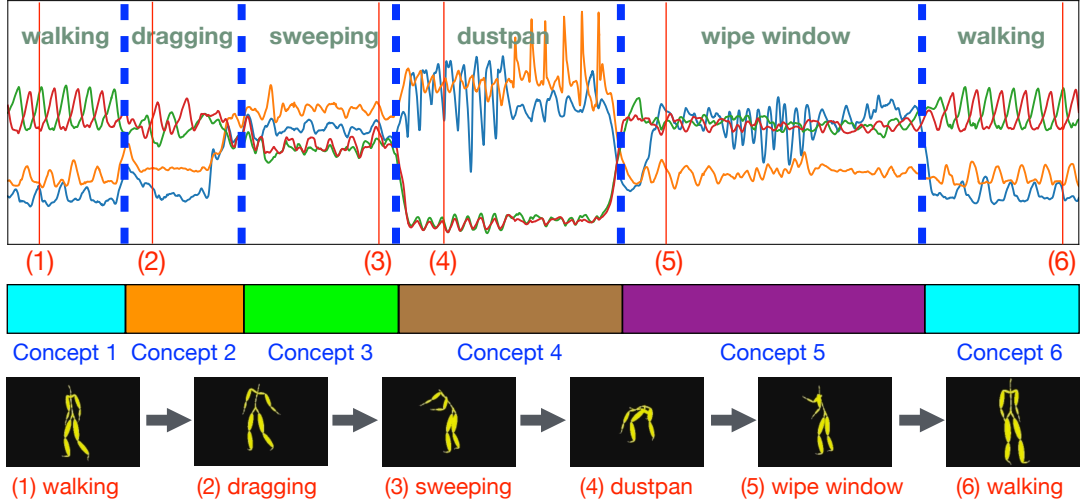 walking dragging sweeping dustpan wipe window walking
(1) (2) (3) (4) (5) (6)
Concept 1 Concept 2 Concept 3 Concept 4 Concept 5 Concept 6
(1) walking (2) dragging (3) sweeping (4) dustpan (5) wipe window (6) walking